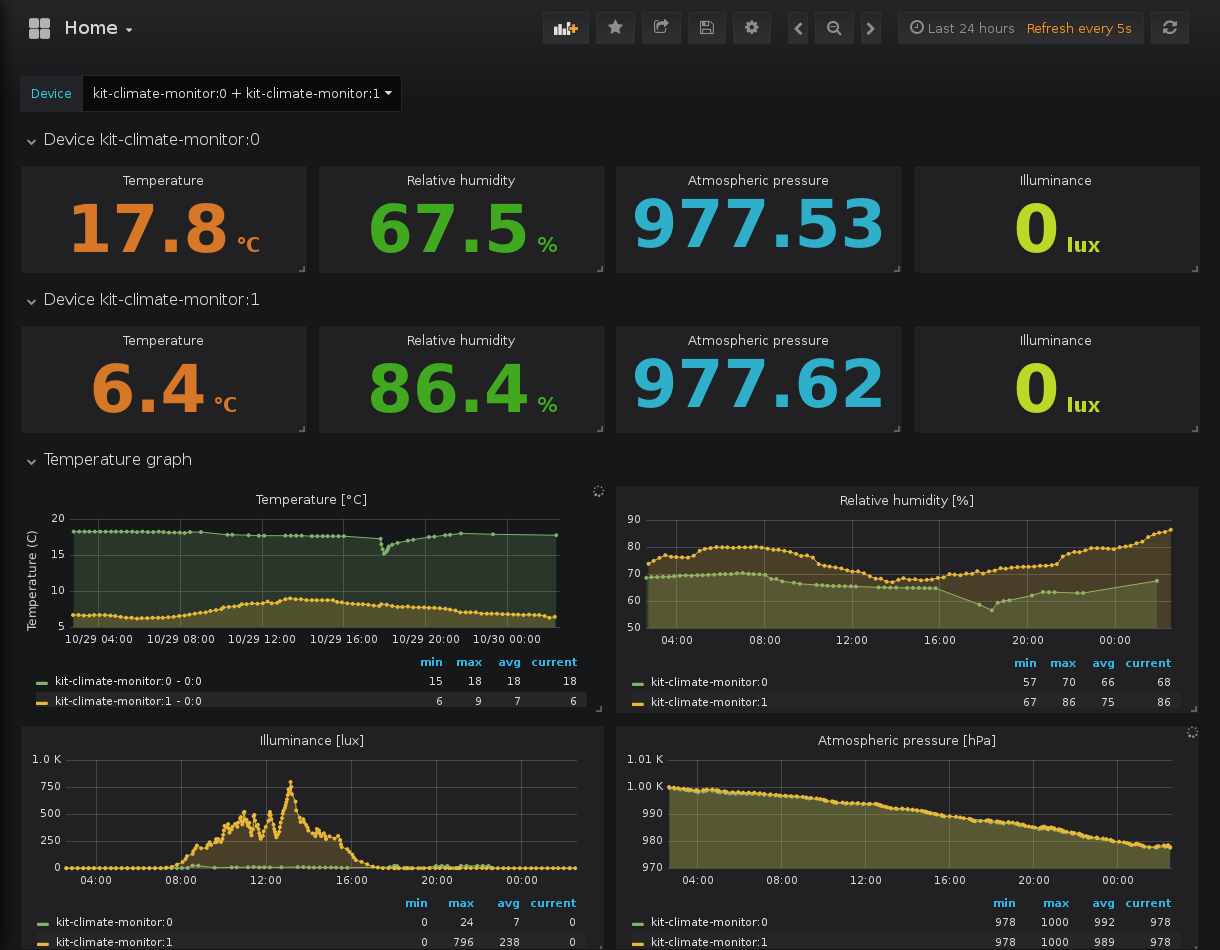 Home
Last 24 hours Refresh every 5s
Device kit-climate-monitor:0 + kit-climate-monitor:1
Device kit-climate-monitor:0
Temperature Relative humidity Atmospheric pressure Illuminance
17.8 °C 67.5 % 977.53 0 lux
Device kit-climate-monitor:1
Temperature Relative humidity Atmospheric pressure Illuminance
6.4 °C 86.4 % 977.62 0 lux
Temperature graph
Temperature [°C]
Temperature (C)
20
15
10
5
10/29 04:00 10/29 08:00 10/29 12:00 10/29 16:00 10/29 20:00 10/30 00:00
min max avg current
kit-climate-monitor:0 - 0:0 15 18 18 18
kit-climate-monitor:1 - 0:0 6 9 7 6
Relative humidity [%]
90
80
70
60
50
04:00 08:00 12:00 16:00 20:00 00:00
min max avg current
kit-climate-monitor:0 57 70 66 68
kit-climate-monitor:1 67 86 75 86
Illuminance [lux]
1.0 K
750
500
250
0
04:00 08:00 12:00 16:00 20:00 00:00
min max avg current
kit-climate-monitor:0 0 24 7 0
kit-climate-monitor:1 0 796 238 0
Atmospheric pressure [hPa]
1.01 K
1.00 K
990
980
970
04:00 08:00 12:00 16:00 20:00 00:00
min max avg current
kit-climate-monitor:0 978 1000 992 978
kit-climate-monitor:1 978 1000 989 978